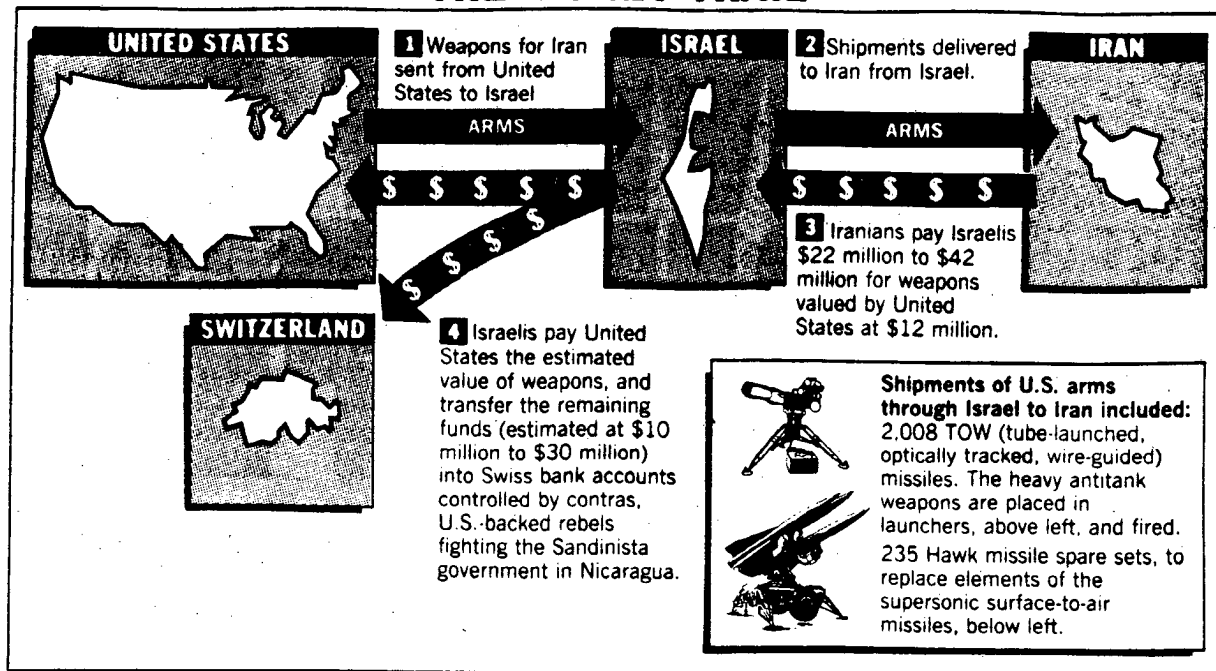 UNITED STATES
1 Weapons for Iran
sent from United
States to Israel
ISRAEL
2 Shipments delivered
to Iran from Israel.
IRAN
ARMS
ARMS
$ $ $ $ $
$ $ $ $ $
$ $ $ $ $
3 Iranians pay Israelis
$22 million to $42
million for weapons
valued by United
States at $12 million.
SWITZERLAND
4 Israelis pay United
States the estimated
value of weapons, and
transfer the remaining
funds (estimated at $10
million to $30 million)
into Swiss bank accounts
controlled by contras,
U.S.-backed rebels
fighting the Sandinista
government in Nicaragua.
Shipments of U.S. arms
through Israel to Iran included:
2,008 TOW (tube-launched,
optically tracked, wire-guided)
missiles. The heavy antitank
weapons are placed in
launchers, above left, and fired.
235 Hawk missile spare sets, to
replace elements of the
supersonic surface-to-air
missiles, below left.